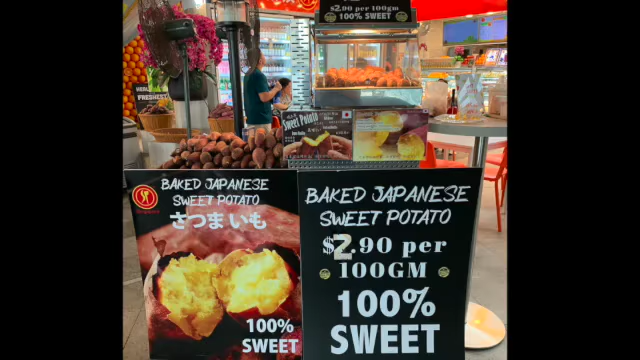 $2.90 per 100gm
100% SWEET
Sweet Potato
BAKED JAPANESE
SWEET POTATO
さつまいも
100%
SWEET
BAKED JAPANESE
SWEET POTATO
$2.90 per
100GM
100%
SWEET